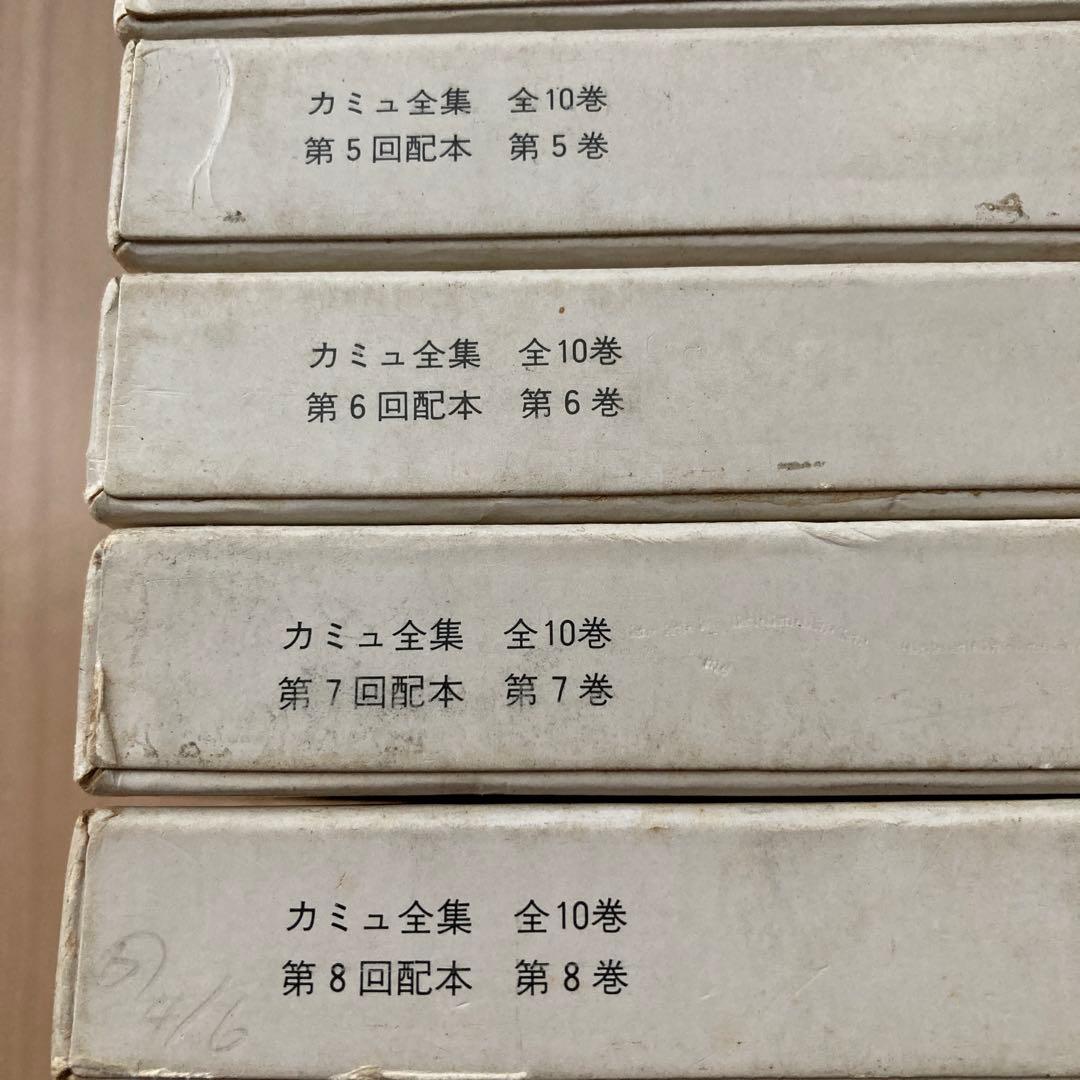 カミュ全集　全10巻
第5回配本　第5巻
カミュ全集　全10巻
第6回配本　第6巻
カミュ全集　全10巻
第7回配本　第7巻
カミュ全集　全10巻
第8回配本　第8巻
4/6